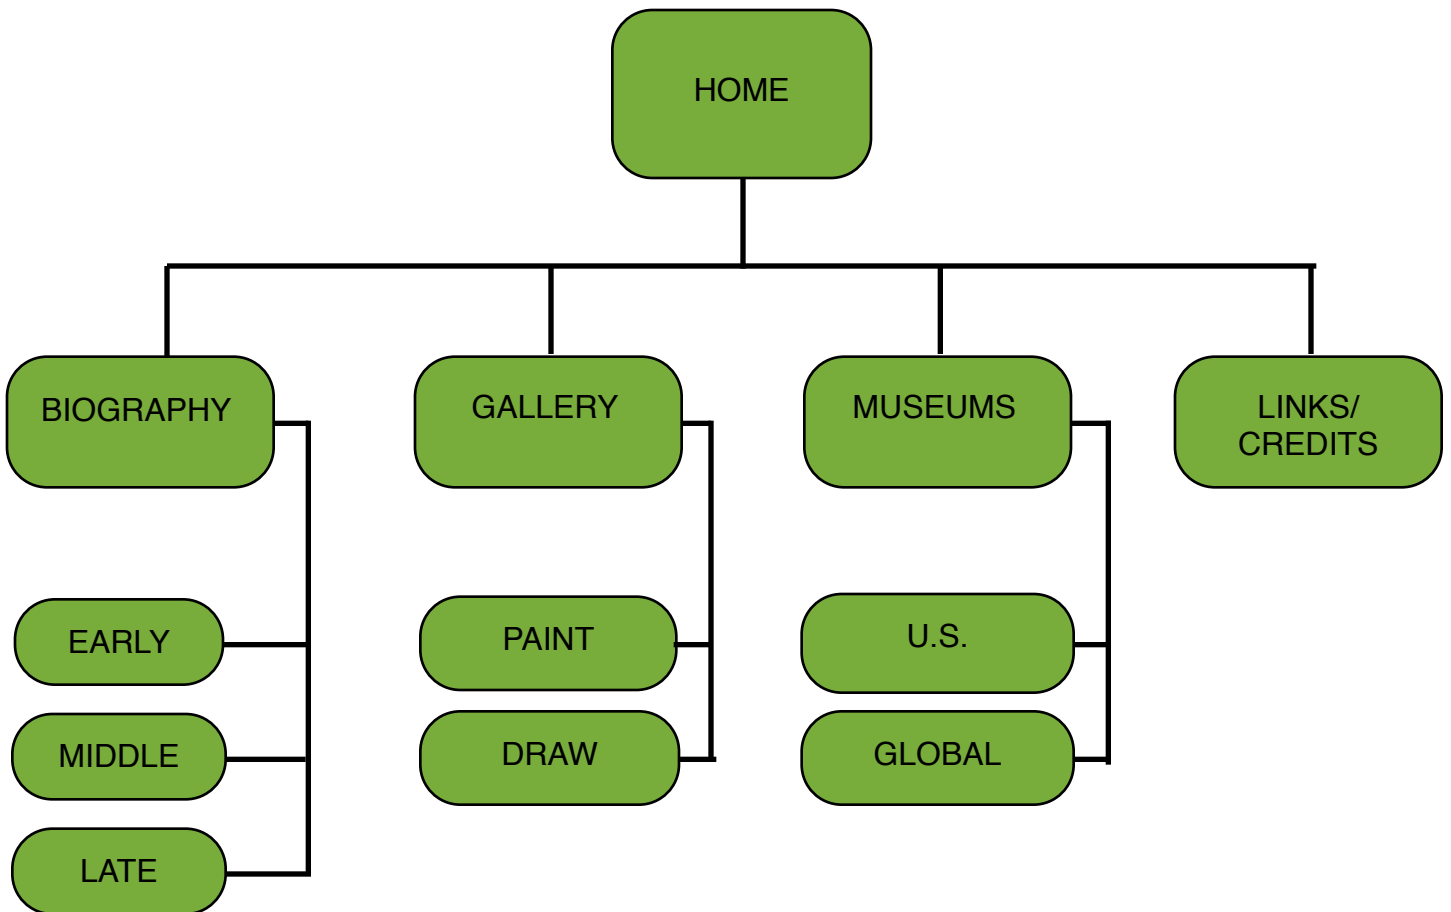 HOME
BIOGRAPHY
GALLERY
MUSEUMS
LINKS/
CREDITS
EARLY
PAINT
U.S.
MIDDLE
DRAW
GLOBAL
LATE